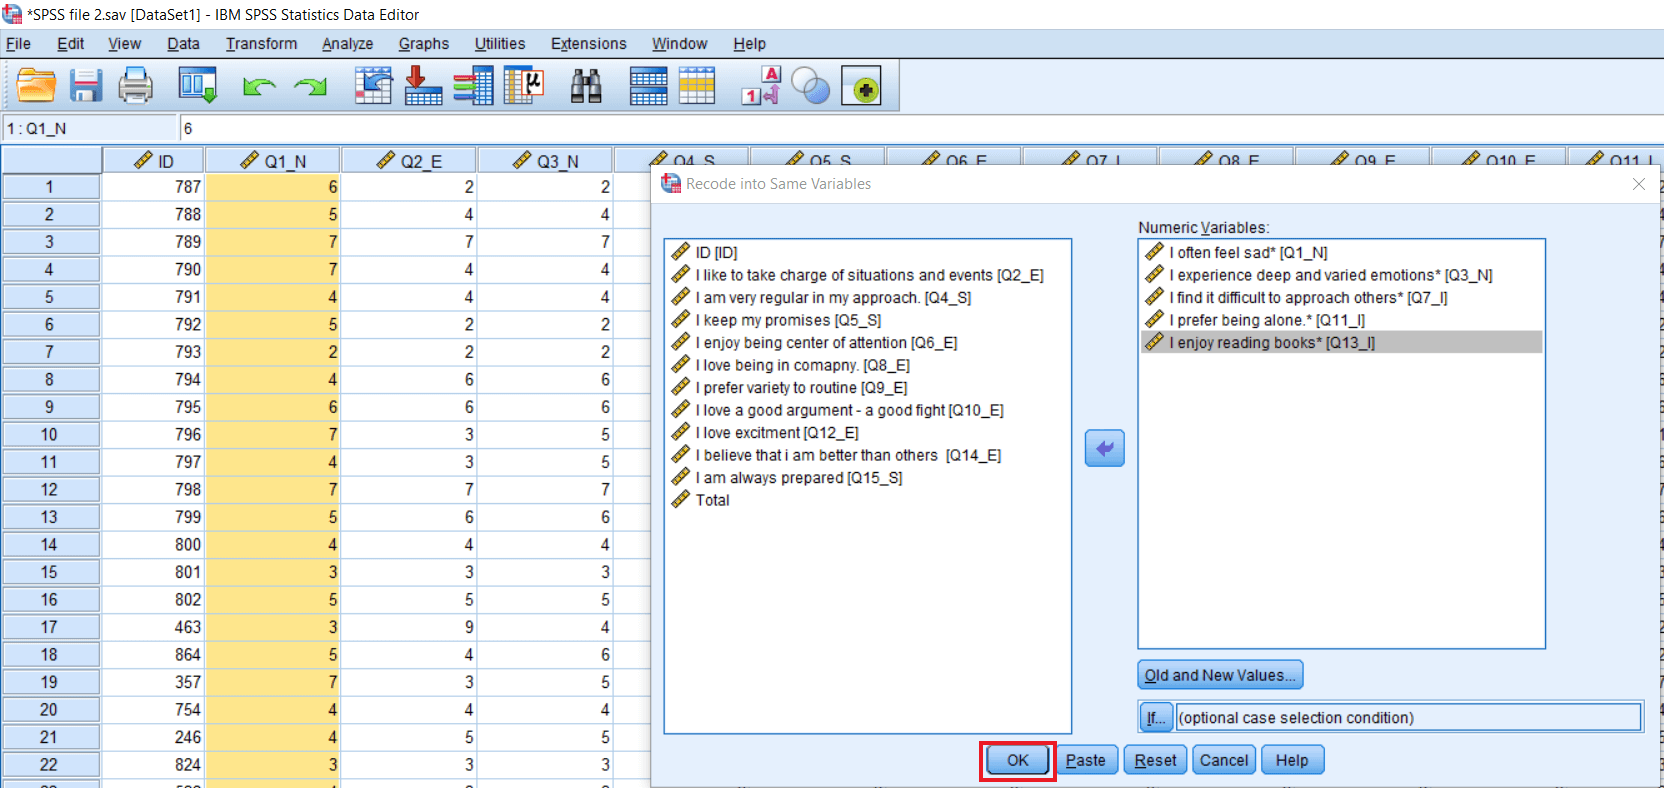 *SPSS file 2.sav [DataSet1] - IBM SPSS Statistics Data Editor
File Edit View Data Transform Analyze Graphs Utilities Extensions Window Help
1 : Q1_N 6
ID Q1_N Q2_E Q3_N Q4_S Q5_S Q6_E Q7_I Q8_E Q9_E Q10_E Q11_I
1 787 6 2 2
2 788 5 4 4
3 789 7 7 7
4 790 7 4 4
5 791 4 4 4
6 792 5 2 2
7 793 2 2 2
8 794 4 6 6
9 795 6 6 6
10 796 7 3 5
11 797 4 3 5
12 798 7 7 7
13 799 5 6 6
14 800 4 4 4
15 801 3 3 3
16 802 5 5 5
17 463 3 9 4
18 864 5 4 6
19 357 7 3 5
20 754 4 4 4
21 246 4 5 5
22 824 3 3 3
Recode into Same Variables
ID [ID]
I like to take charge of situations and events [Q2_E]
I am very regular in my approach. [Q4_S]
I keep my promises [Q5_S]
I enjoy being center of attention [Q6_E]
I love being in comapny. [Q8_E]
I prefer variety to routine [Q9_E]
I love a good argument - a good fight [Q10_E]
I love excitment [Q12_E]
I believe that i am better than others [Q14_E]
I am always prepared [Q15_S]
Total
Numeric Variables:
I often feel sad* [Q1_N]
I experience deep and varied emotions* [Q3_N]
I find it difficult to approach others* [Q7_I]
I prefer being alone.* [Q11_I]
I enjoy reading books* [Q13_I]
Old and New Values...
If... (optional case selection condition)
OK Paste Reset Cancel Help